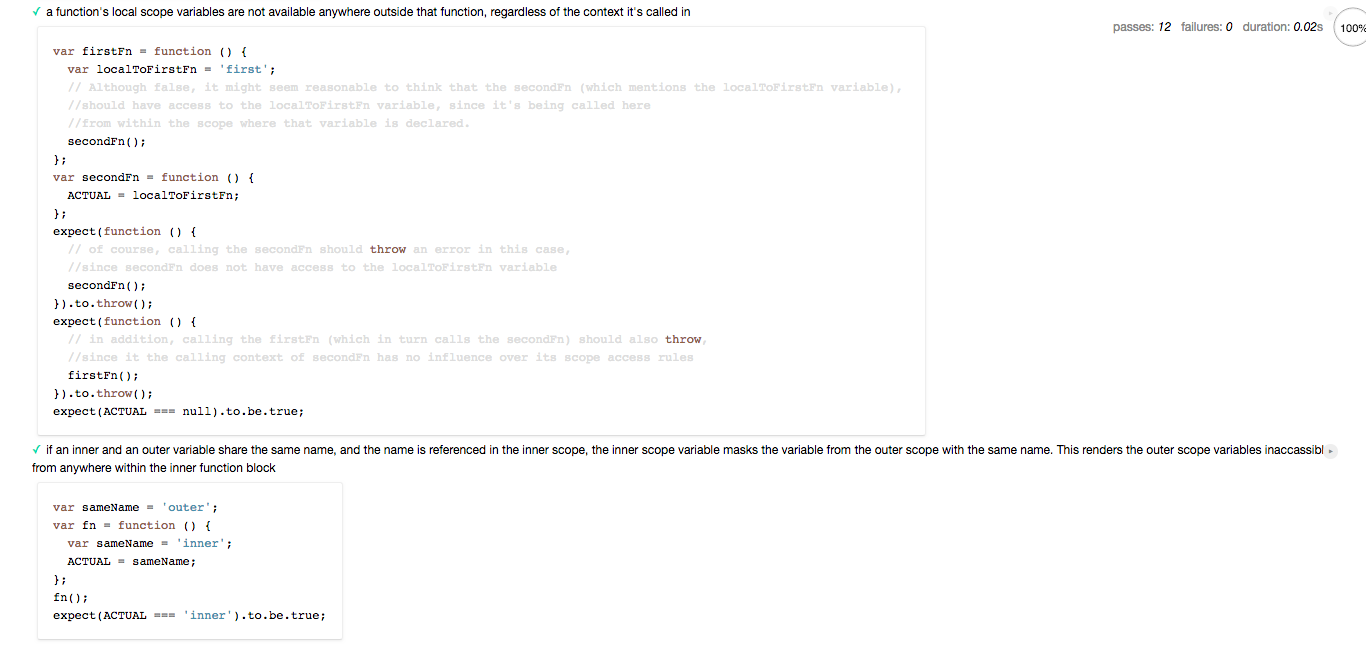 ✓ a function's local scope variables are not available anywhere outside that function, regardless of the context it's called in
passes: 12 failures: 0 duration: 0.02s 100%
var firstFn = function () {
  var localToFirstFn = 'first';
  // Although false, it might seem reasonable to think that the secondFn (which mentions the localToFirstFn variable),
  //should have access to the localToFirstFn variable, since it's being called here
  //from within the scope where that variable is declared.
  secondFn();
};
var secondFn = function () {
  ACTUAL = localToFirstFn;
};
expect(function () {
  // of course, calling the secondFn should throw an error in this case,
  //since secondFn does not have access to the localToFirstFn variable
  secondFn();
}).to.throw();
expect(function () {
  // in addition, calling the firstFn (which in turn calls the secondFn) should also throw,
  //since it the calling context of secondFn has no influence over its scope access rules
  firstFn();
}).to.throw();
expect(ACTUAL === null).to.be.true;
✓ if an inner and an outer variable share the same name, and the name is referenced in the inner scope, the inner scope variable masks the variable from the outer scope with the same name. This renders the outer scope variables inaccassibl
from anywhere within the inner function block
var sameName = 'outer';
var fn = function () {
  var sameName = 'inner';
  ACTUAL = sameName;
};
fn();
expect(ACTUAL === 'inner').to.be.true;